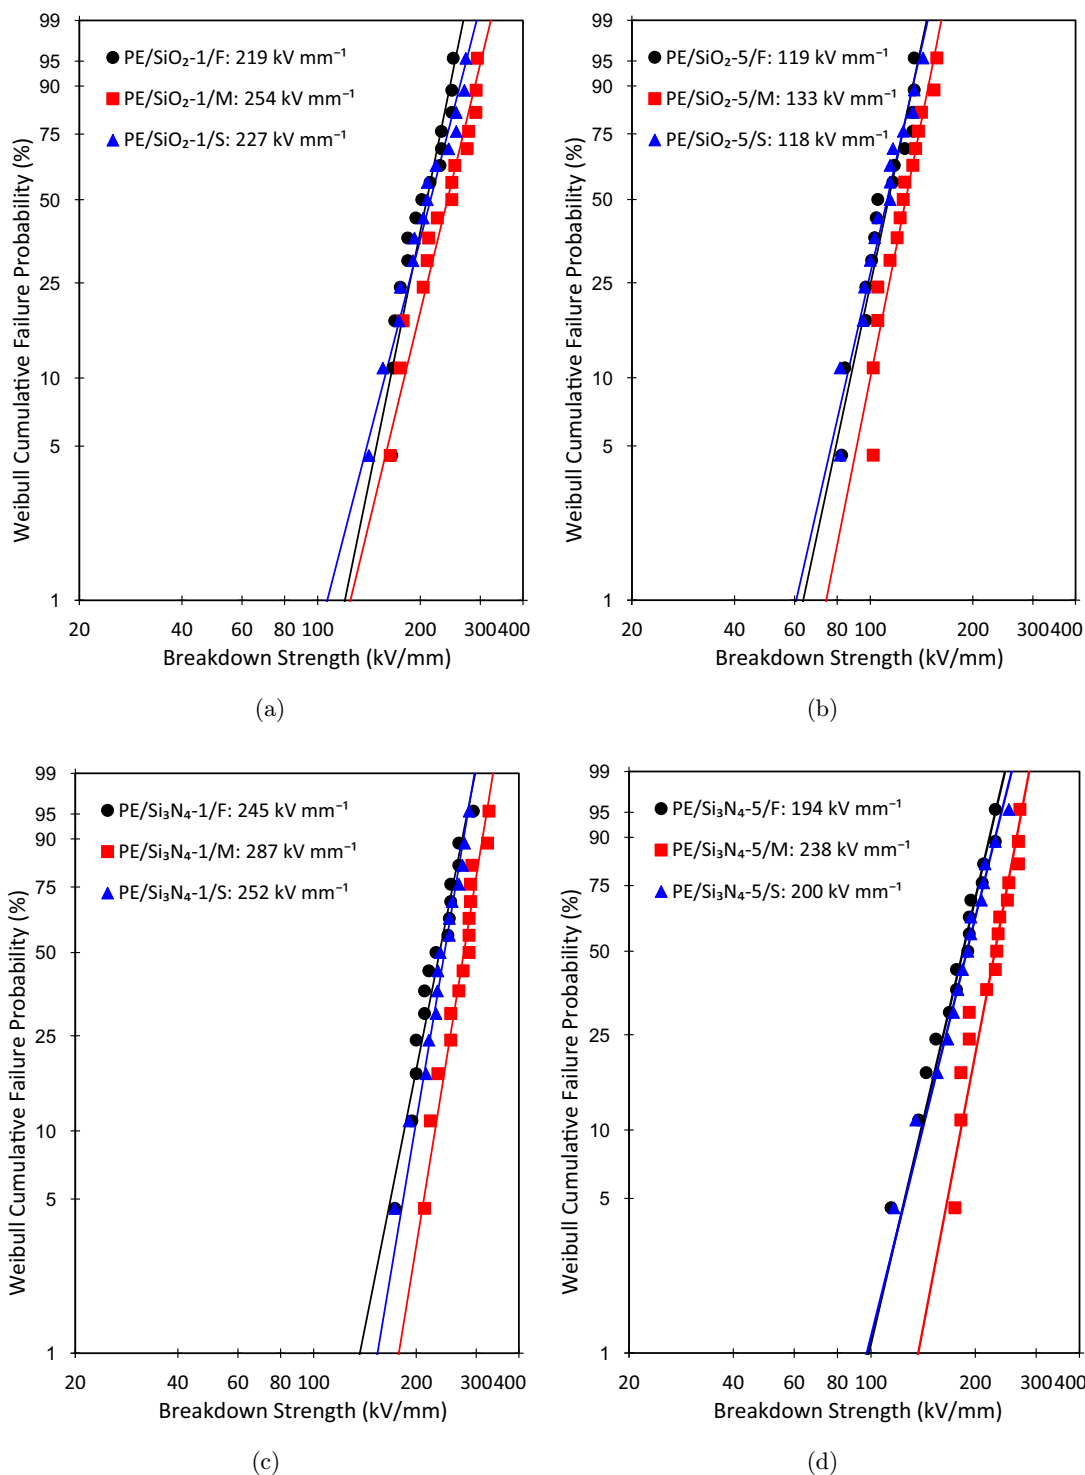 99
95
90
75
50
25
10
5
1
PE/SiO₂-1/F: 219 kV mm⁻¹
PE/SiO₂-1/M: 254 kV mm⁻¹
PE/SiO₂-1/S: 227 kV mm⁻¹
Weibull Cumulative Failure Probability (%)
20 40 60 80 100 200 300 400
Breakdown Strength (kV/mm)
(a)
99
95
90
75
50
25
10
5
1
PE/SiO₂-5/F: 119 kV mm⁻¹
PE/SiO₂-5/M: 133 kV mm⁻¹
PE/SiO₂-5/S: 118 kV mm⁻¹
Weibull Cumulative Failure Probability (%)
20 40 60 80 100 200 300 400
Breakdown Strength (kV/mm)
(b)
99
95
90
75
50
25
10
5
1
PE/Si₃N₄-1/F: 245 kV mm⁻¹
PE/Si₃N₄-1/M: 287 kV mm⁻¹
PE/Si₃N₄-1/S: 252 kV mm⁻¹
Weibull Cumulative Failure Probability (%)
20 40 60 80 100 200 300 400
Breakdown Strength (kV/mm)
(c)
99
95
90
75
50
25
10
5
1
PE/Si₃N₄-5/F: 194 kV mm⁻¹
PE/Si₃N₄-5/M: 238 kV mm⁻¹
PE/Si₃N₄-5/S: 200 kV mm⁻¹
Weibull Cumulative Failure Probability (%)
20 40 60 80 100 200 300 400
Breakdown Strength (kV/mm)
(d)